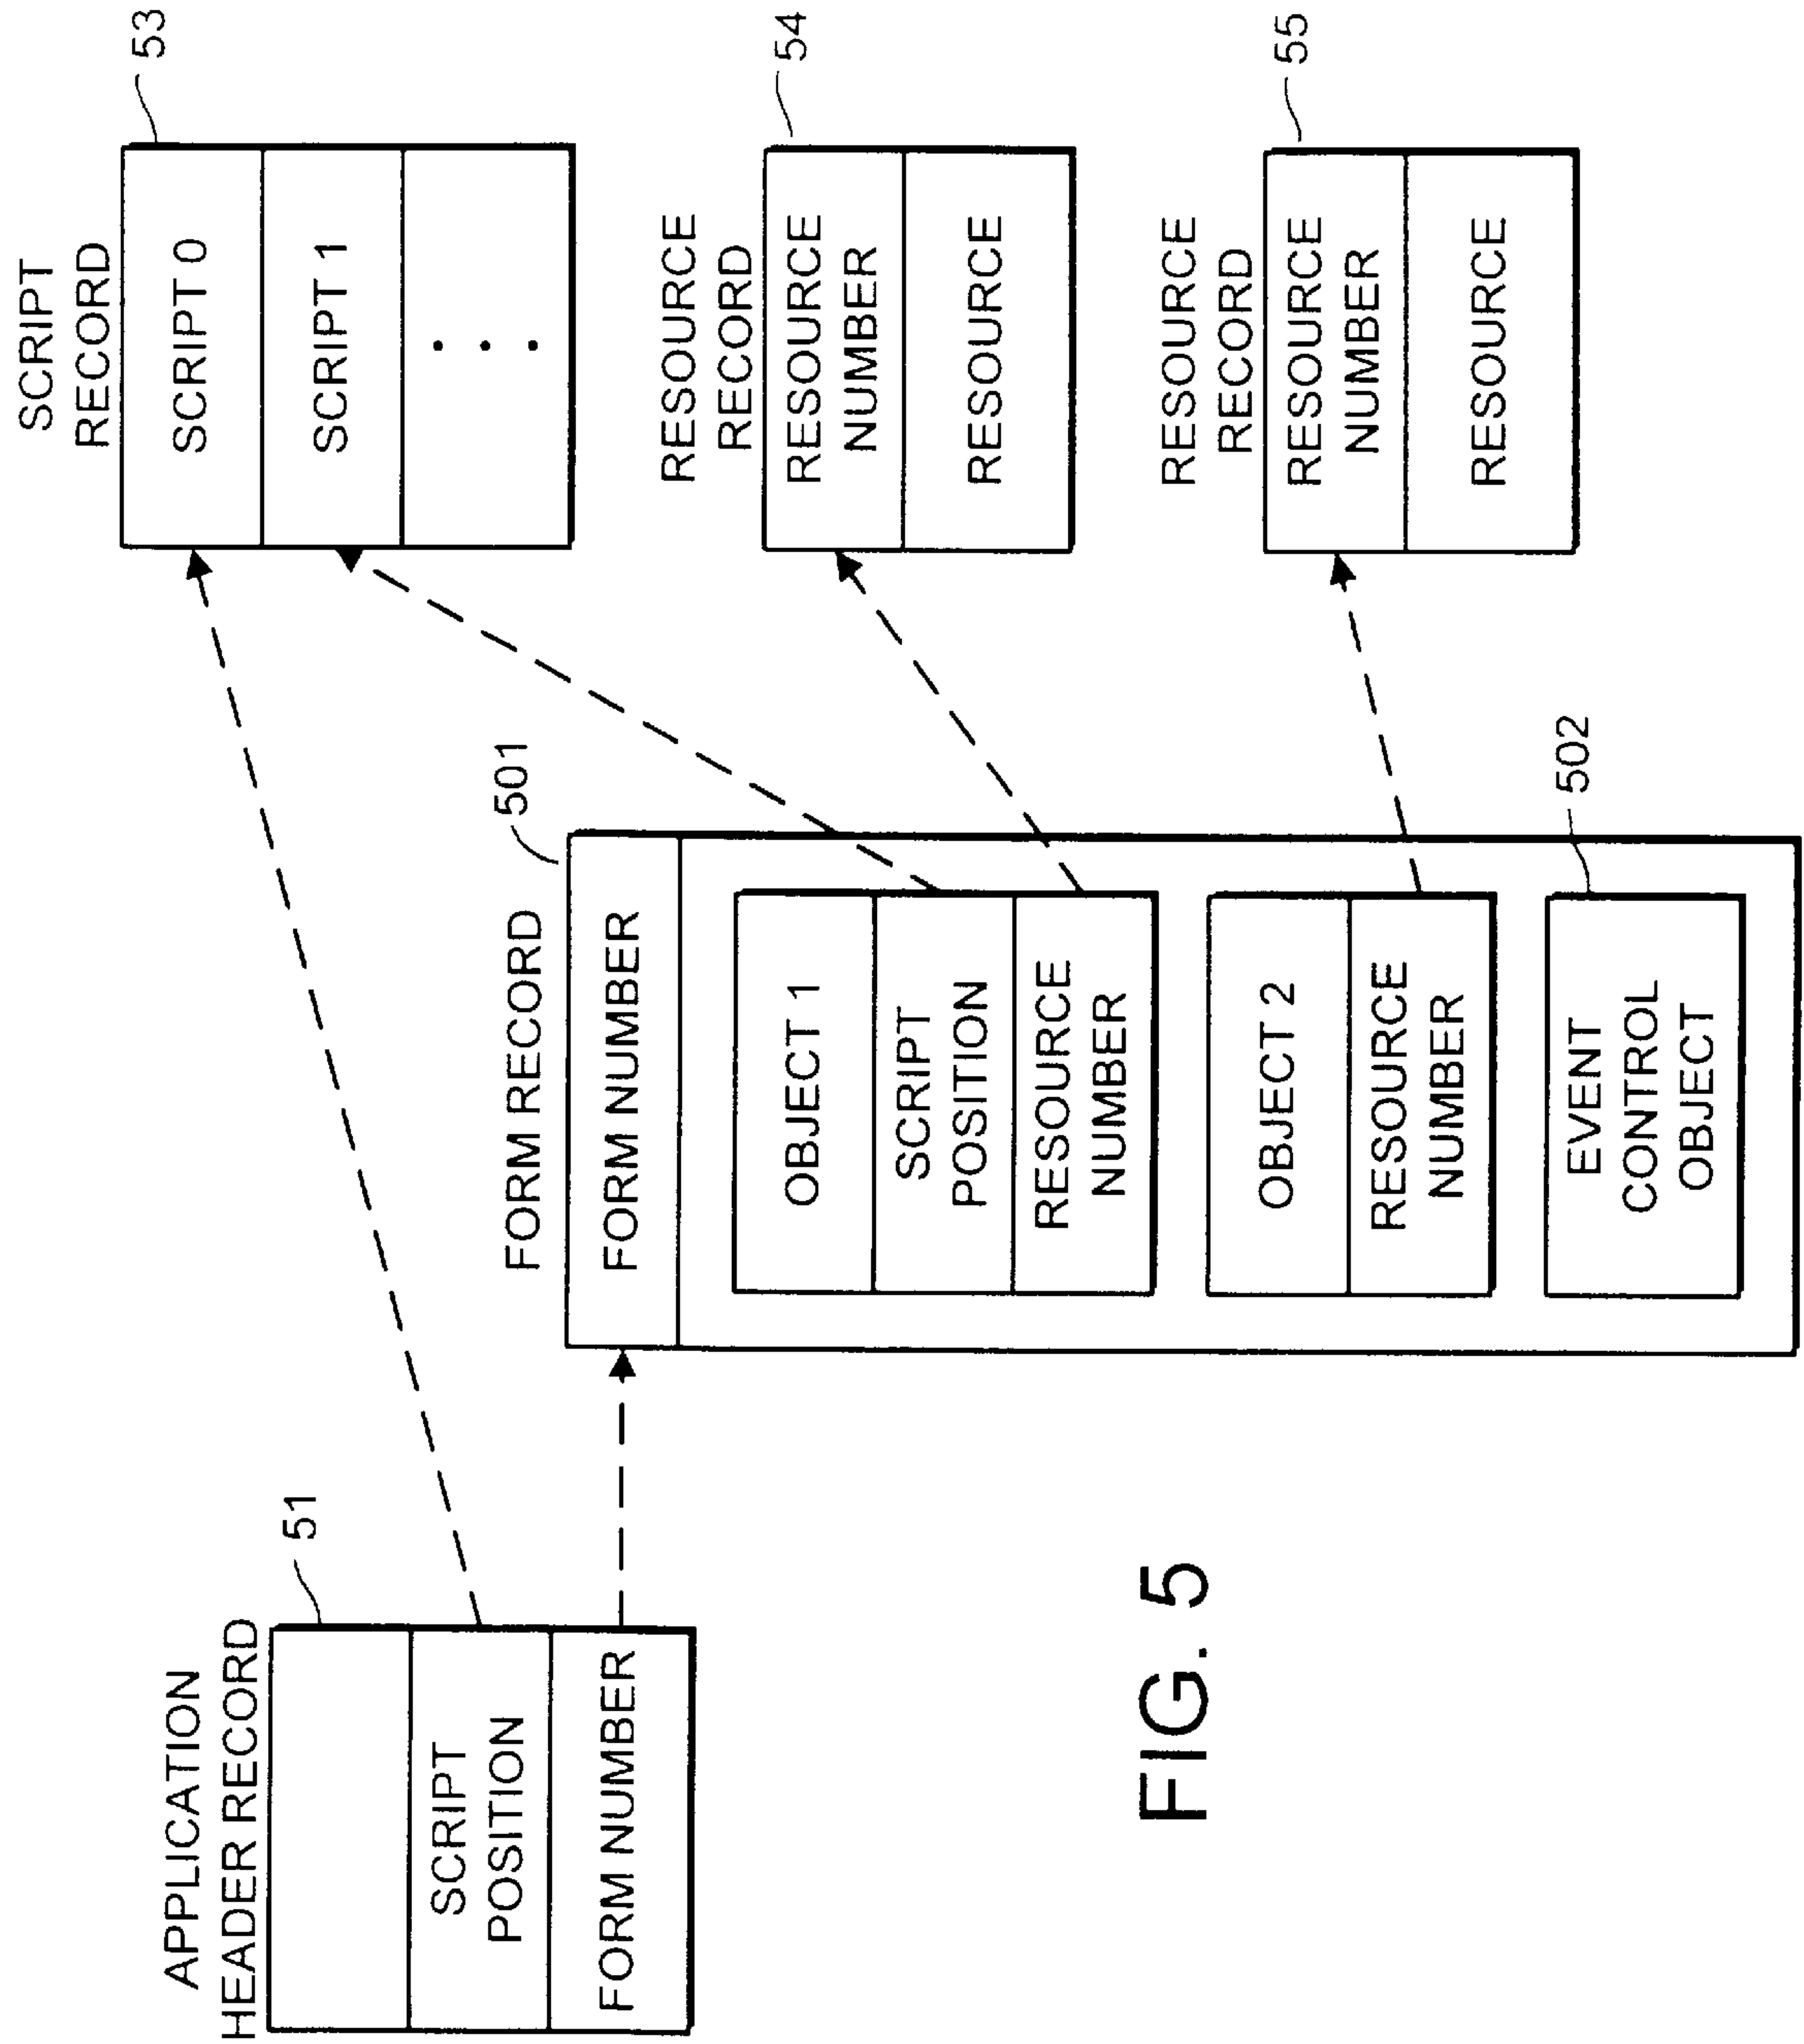 APPLICATION
HEADER RECORD
51
SCRIPT
POSITION
FORM NUMBER
FORM RECORD
501
FORM NUMBER
OBJECT 1
SCRIPT
POSITION
RESOURCE
NUMBER
OBJECT 2
RESOURCE
NUMBER
EVENT
CONTROL
OBJECT
502
SCRIPT
RECORD
53
SCRIPT 0
SCRIPT 1
. . .
RESOURCE
RECORD
54
RESOURCE
NUMBER
RESOURCE
RESOURCE
RECORD
55
RESOURCE
NUMBER
RESOURCE
FIG. 5